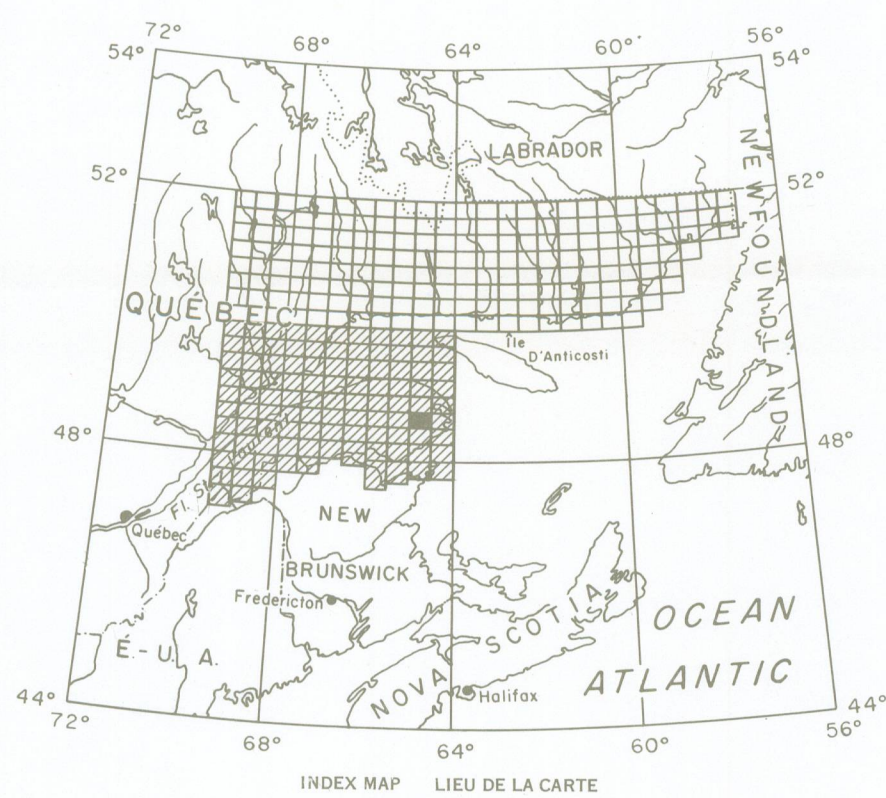 72° 68° 64° 60° 56°
54° 54°
LABRADOR
52° 52°
NEWFOUNDLAND
QUÉBEC
Île
D'Anticosti
48° 48°
Fl. St Laurent
Québec
NEW
BRUNSWICK
Fredericton
É.-U. A.
NOVA SCOTIA
Halifax
OCEAN
ATLANTIC
44° 44°
72° 68° 64° 60° 56°
INDEX MAP LIEU DE LA CARTE